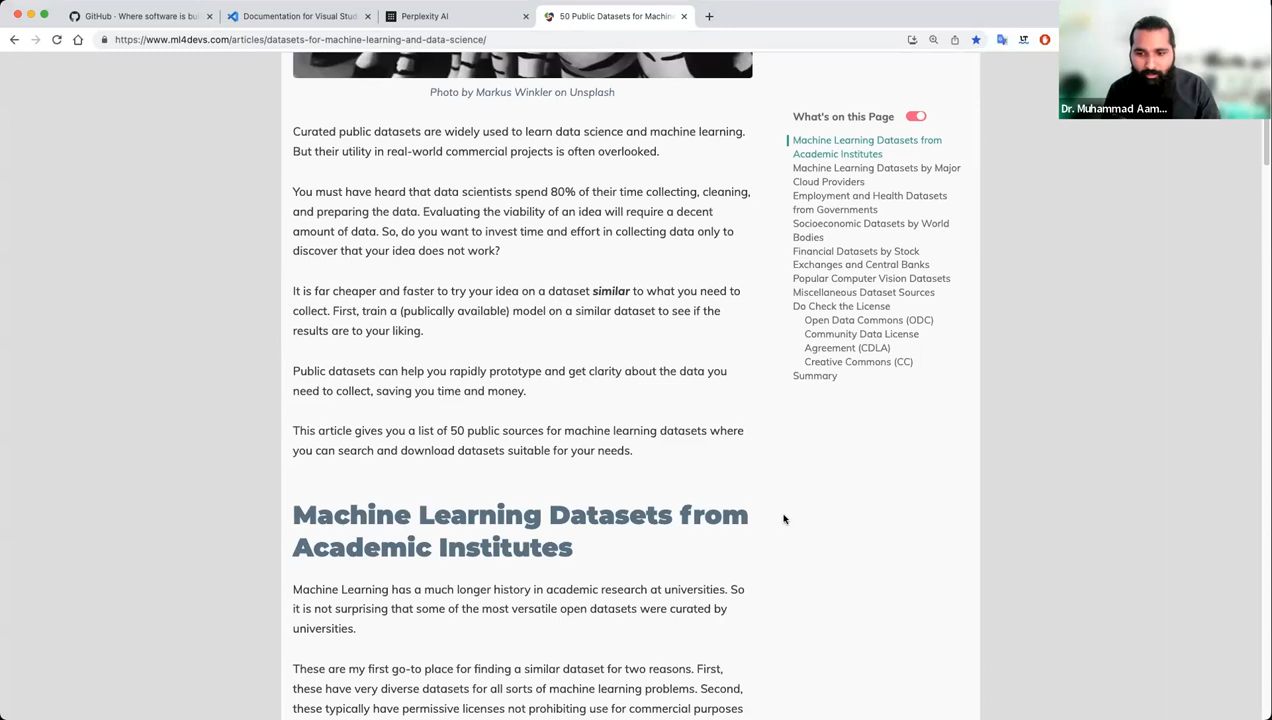 GitHub · Where software is bu
Documentation for Visual Stud
Perplexity AI
50 Public Datasets for Machin
https://www.ml4devs.com/articles/datasets-for-machine-learning-and-data-science/
Dr. Muhammad Aam...
Photo by Markus Winkler on Unsplash
Curated public datasets are widely used to learn data science and machine learning.
But their utility in real-world commercial projects is often overlooked.
You must have heard that data scientists spend 80% of their time collecting, cleaning,
and preparing the data. Evaluating the viability of an idea will require a decent
amount of data. So, do you want to invest time and effort in collecting data only to
discover that your idea does not work?
It is far cheaper and faster to try your idea on a dataset similar to what you need to
collect. First, train a (publically available) model on a similar dataset to see if the
results are to your liking.
Public datasets can help you rapidly prototype and get clarity about the data you
need to collect, saving you time and money.
This article gives you a list of 50 public sources for machine learning datasets where
you can search and download datasets suitable for your needs.
Machine Learning Datasets from
Academic Institutes
Machine Learning has a much longer history in academic research at universities. So
it is not surprising that some of the most versatile open datasets were curated by
universities.
These are my first go-to place for finding a similar dataset for two reasons. First,
these have very diverse datasets for all sorts of machine learning problems. Second,
these typically have permissive licenses not prohibiting use for commercial purposes
What's on this Page
Machine Learning Datasets from
Academic Institutes
Machine Learning Datasets by Major
Cloud Providers
Employment and Health Datasets
from Governments
Socioeconomic Datasets by World
Bodies
Financial Datasets by Stock
Exchanges and Central Banks
Popular Computer Vision Datasets
Miscellaneous Dataset Sources
Do Check the License
Open Data Commons (ODC)
Community Data License
Agreement (CDLA)
Creative Commons (CC)
Summary